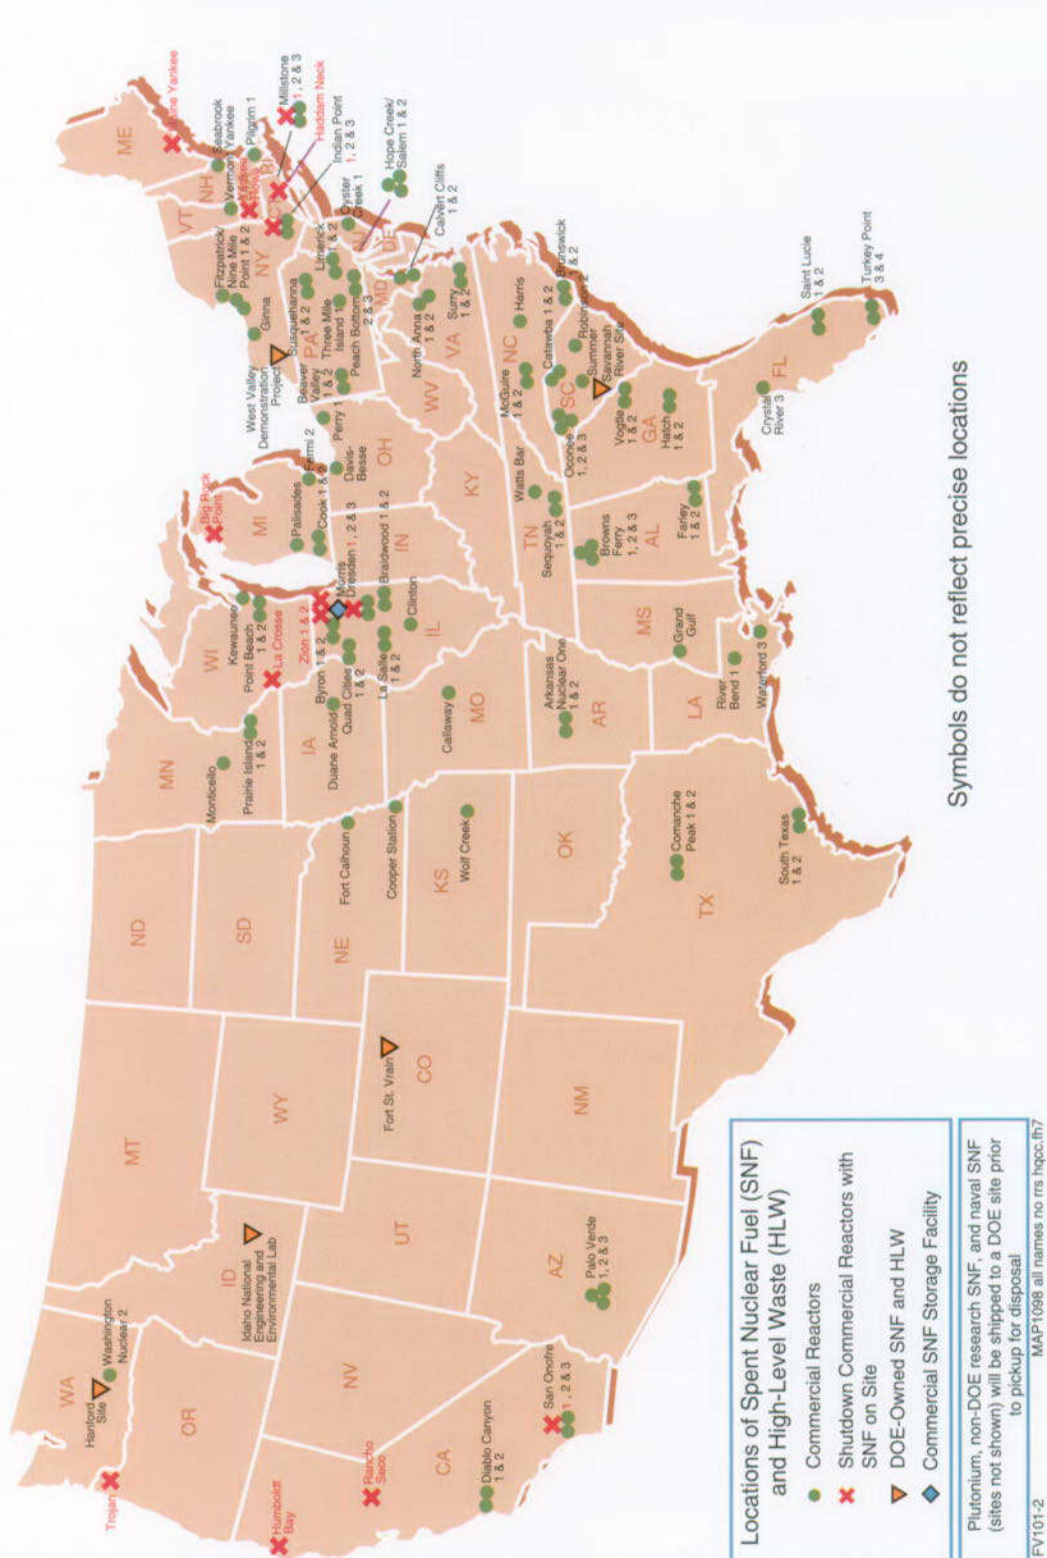 WA
Hanford
Site
Washington
Nuclear 2
Trojan
OR
Humboldt
Bay
Rancho
Seco
CA
Diablo Canyon
1 & 2
San Onofre
1, 2 & 3
NV
ID
Idaho National
Engineering and
Environmental Lab
MT
WY
UT
AZ
Palo Verde
1, 2 & 3
Fort St. Vrain
CO
NM
ND
SD
NE
Fort Calhoun
Cooper Station
KS
Wolf Creek
OK
TX
Comanche
Peak 1 & 2
South Texas
1 & 2
MN
Monticello
Prairie Island
1 & 2
IA
Duane Arnold
MO
Callaway
AR
Arkansas
Nuclear One
1 & 2
LA
River
Bend 1
Waterford 3
WI
Kewaunee
Point Beach
1 & 2
La Crosse
Zion 1 & 2
Byron 1 & 2
Quad Cities
1 & 2
La Salle
1 & 2
Morris
Dresden 1, 2 & 3
Braidwood 1 & 2
Clinton
IL
MS
Grand
Gulf
MI
Big Rock
Point
Palisades
Cook 1 & 2
Fermi 2
IN
OH
Davis-
Besse
Perry 1
KY
TN
Watts Bar
Sequoyah
1 & 2
Browns
Ferry
1, 2 & 3
AL
Farley
1 & 2
GA
Hatch
1 & 2
Vogtle
1 & 2
FL
Crystal
River 3
Saint Lucie
1 & 2
Turkey Point
3 & 4
SC
Oconee
1, 2 & 3
Catawba 1 & 2
Summer
Savannah
River Site
Robinson 2
NC
McGuire
1 & 2
Harris
Brunswick
1 & 2
WV
VA
North Anna
1 & 2
Surry
1 & 2
MD
Calvert Cliffs
1 & 2
DE
NJ
Hope Creek/
Salem 1 & 2
Oyster
Creek 1
PA
Beaver
Valley
1 & 2
Susquehanna
1 & 2
Three Mile
Island 1
Peach Bottom
2 & 3
Limerick
1 & 2
West Valley
Demonstration
Project
Ginna
NY
Fitzpatrick/
Nine Mile
Point 1 & 2
Indian Point
1, 2 & 3
VT
NH
ME
Maine Yankee
Seabrook
Vermont Yankee
Yankee
Rowe
Pilgrim 1
CT
RI
Millstone
1, 2 & 3
Haddam Neck
Symbols do not reflect precise locations
Locations of Spent Nuclear Fuel (SNF)
and High-Level Waste (HLW)
Commercial Reactors
Shutdown Commercial Reactors with
SNF on Site
DOE-Owned SNF and HLW
Commercial SNF Storage Facility
Plutonium, non-DOE research SNF, and naval SNF
(sites not shown) will be shipped to a DOE site prior
to pickup for disposal
FV101-2
MAP1098 all names no rrs hqcc.fh7